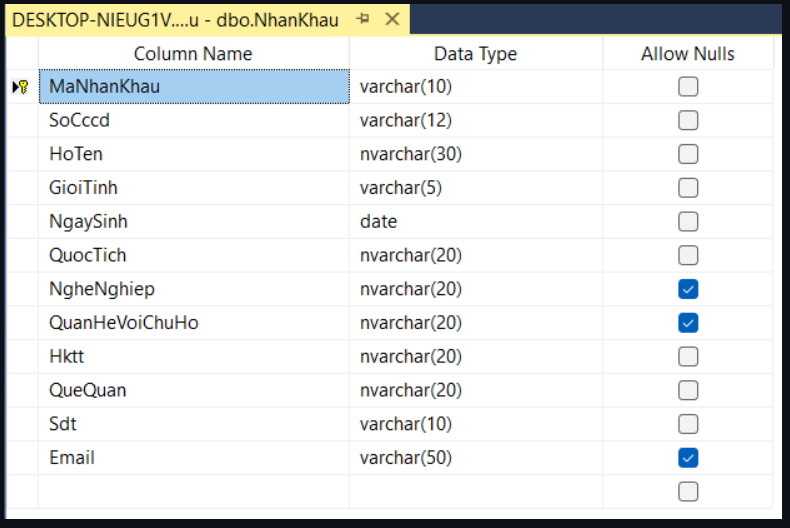 DESKTOP-NIEUG1V....u - dbo.NhanKhau
Column Name Data Type Allow Nulls
MaNhanKhau varchar(10)
SoCccd varchar(12)
HoTen nvarchar(30)
GioiTinh varchar(5)
NgaySinh date
QuocTich nvarchar(20)
NgheNghiep nvarchar(20)
QuanHeVoiChuHo nvarchar(20)
Hktt nvarchar(20)
QueQuan nvarchar(20)
Sdt varchar(10)
Email varchar(50)